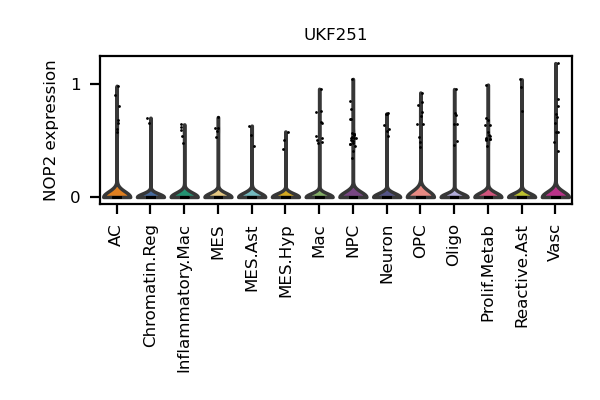 UKF251
NOP2 expression
1
0
AC
Chromatin.Reg
Inflammatory.Mac
MES
MES.Ast
MES.Hyp
Mac
NPC
Neuron
OPC
Oligo
Prolif.Metab
Reactive.Ast
Vasc